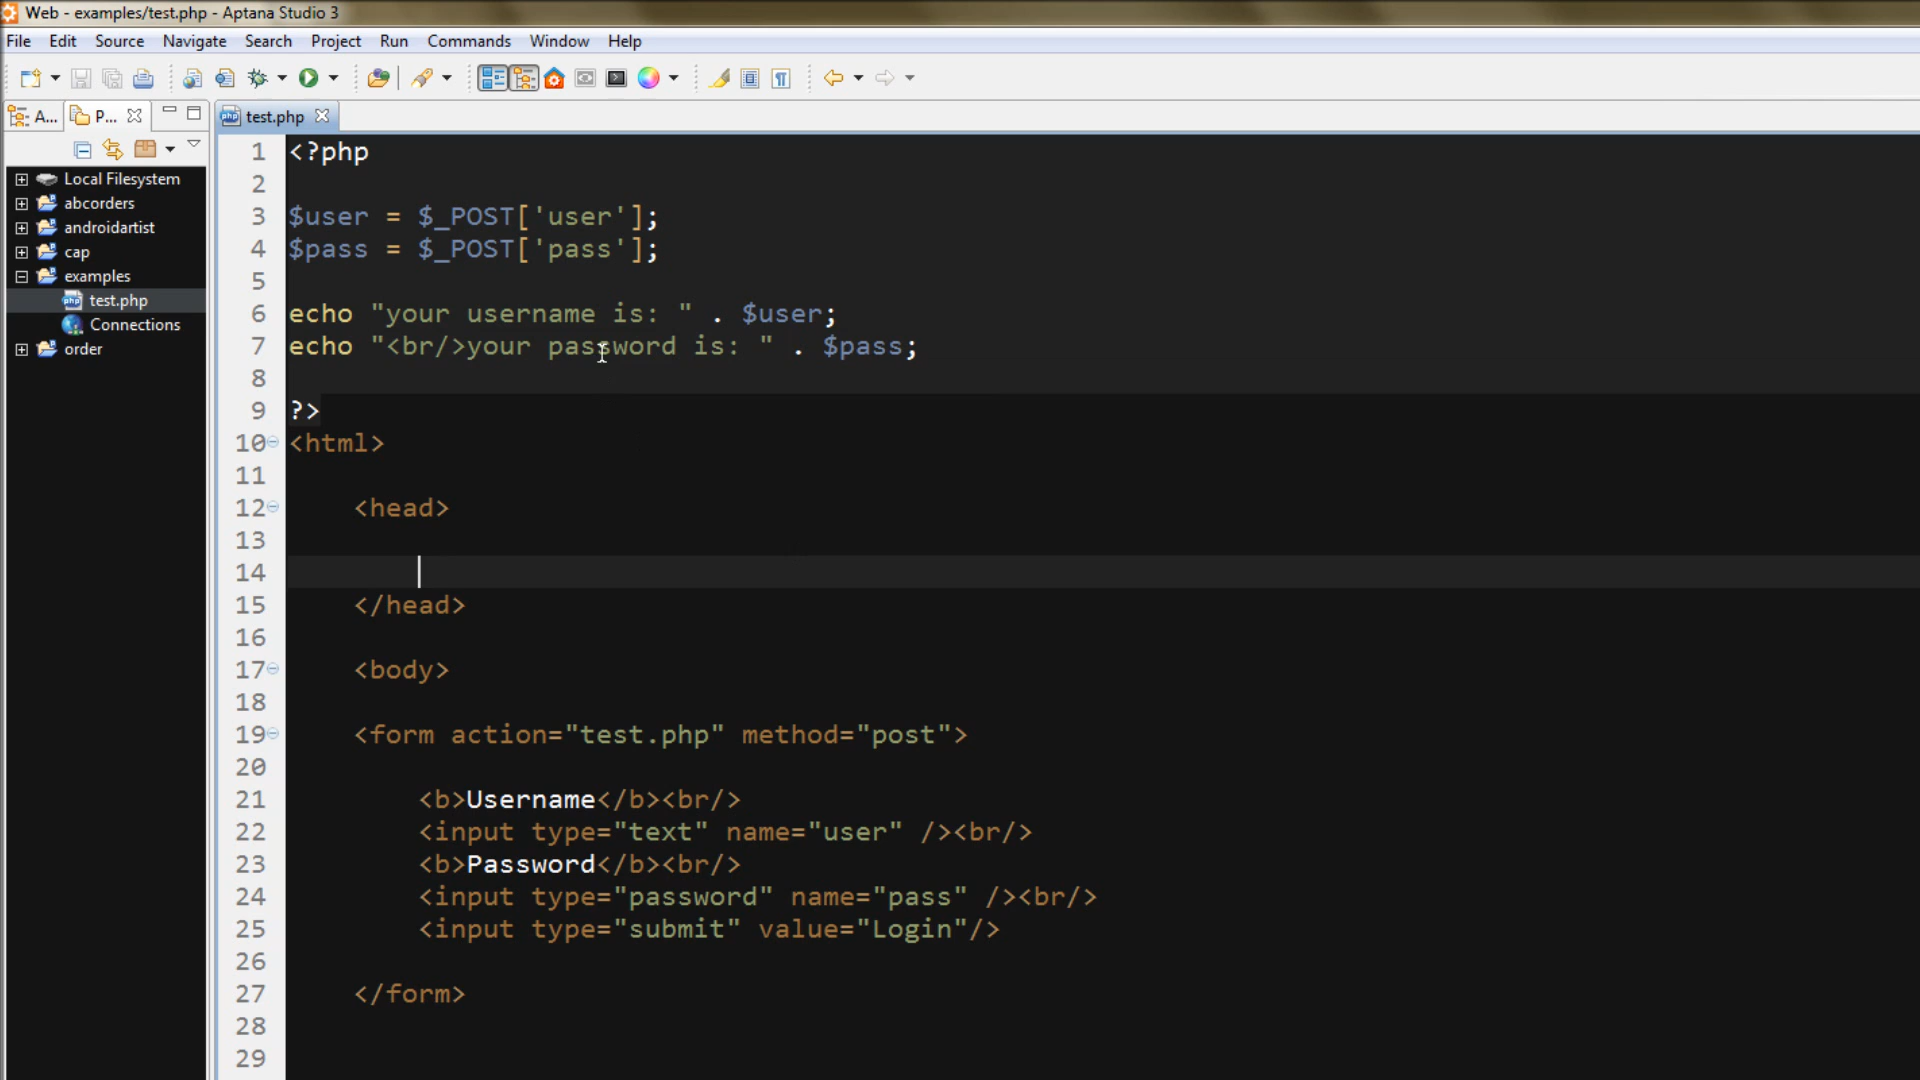 Web - examples/test.php - Aptana Studio 3
File Edit Source Navigate Search Project Run Commands Window Help
A... P... test.php
Local Filesystem
abcorders
androidartist
cap
examples
test.php
Connections
order
1 <?php
2
3 $user = $_POST['user'];
4 $pass = $_POST['pass'];
5
6 echo "your username is: " . $user;
7 echo "<br/>your password is: " . $pass;
8
9 ?>
10 <html>
11
12 <head>
13
14
15 </head>
16
17 <body>
18
19 <form action="test.php" method="post">
20
21 <b>Username</b><br/>
22 <input type="text" name="user" /><br/>
23 <b>Password</b><br/>
24 <input type="password" name="pass" /><br/>
25 <input type="submit" value="Login"/>
26
27 </form>
28
29